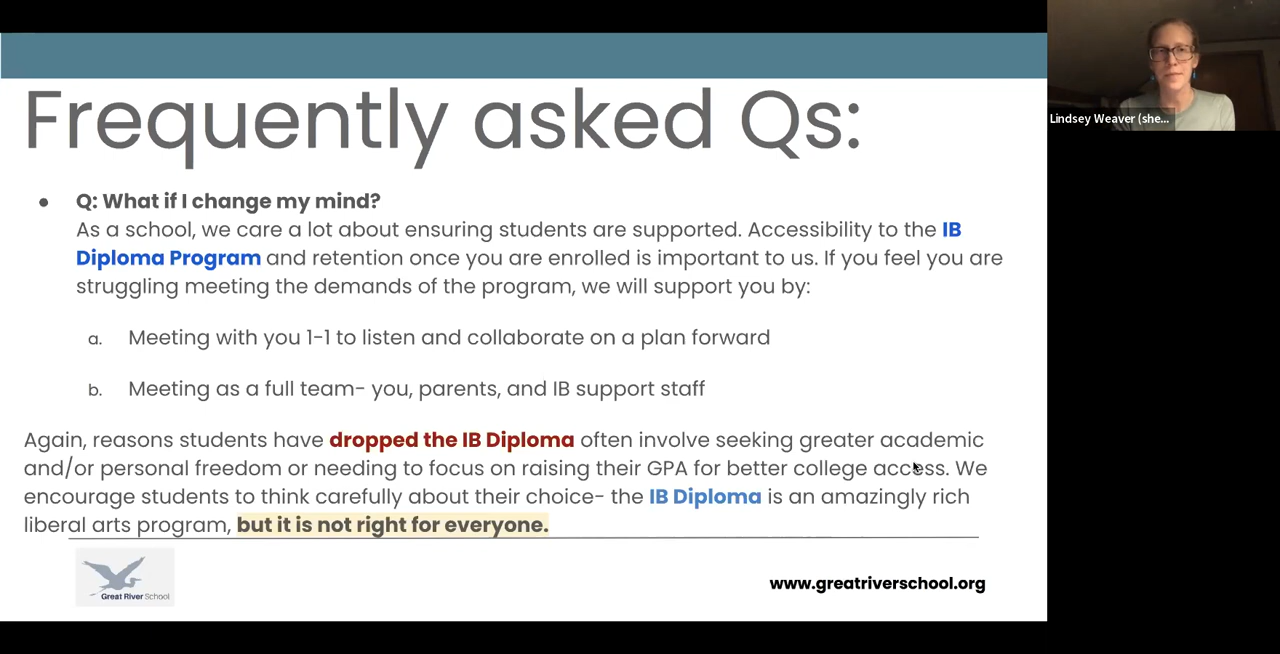 Frequently asked Qs:
Lindsey Weaver (she...
● Q: What if I change my mind?
As a school, we care a lot about ensuring students are supported. Accessibility to the IB
Diploma Program and retention once you are enrolled is important to us. If you feel you are
struggling meeting the demands of the program, we will support you by:
a. Meeting with you 1-1 to listen and collaborate on a plan forward
b. Meeting as a full team- you, parents, and IB support staff
Again, reasons students have dropped the IB Diploma often involve seeking greater academic
and/or personal freedom or needing to focus on raising their GPA for better college access. We
encourage students to think carefully about their choice- the IB Diploma is an amazingly rich
liberal arts program, but it is not right for everyone.
Great River School
www.greatriverschool.org